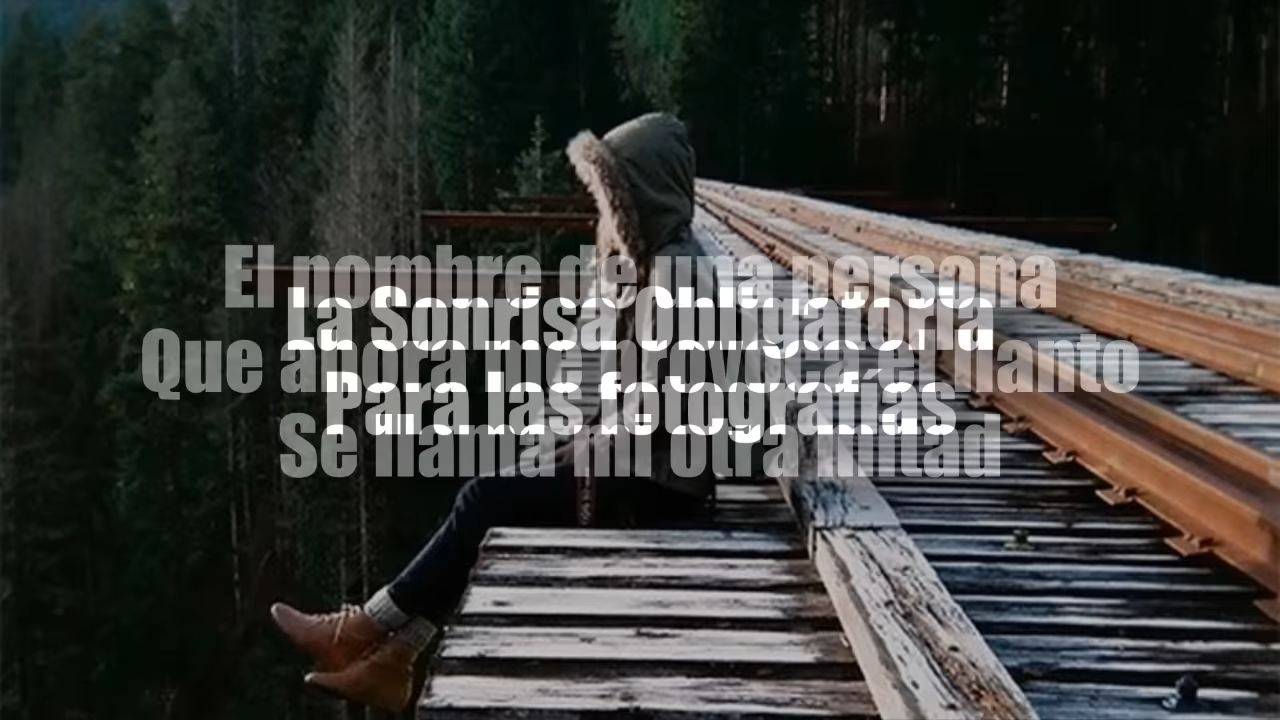 El nombre de una persona
La Sonrisa Obligatoria
Que ahora me provoca el llanto
Para las fotografías
Se llama mi otra mitad